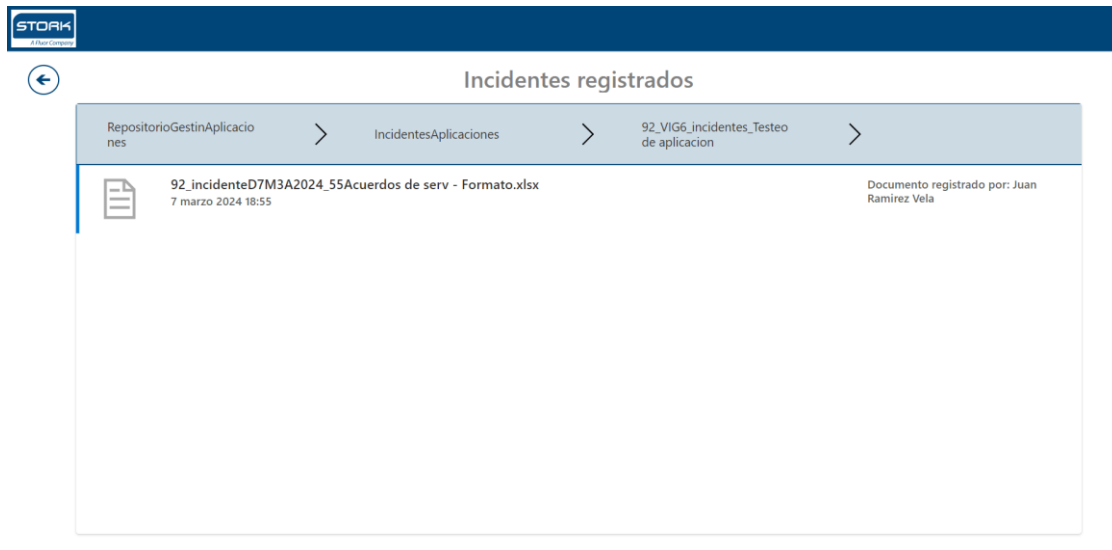 STORK
A Fluor Company
Incidentes registrados
RepositorioGestinAplicacio
nes
IncidentesAplicaciones
92_VIG6_incidentes_Testeo
de aplicacion
92_incidenteD7M3A2024_55Acuerdos de serv - Formato.xlsx
7 marzo 2024 18:55
Documento registrado por: Juan
Ramirez Vela